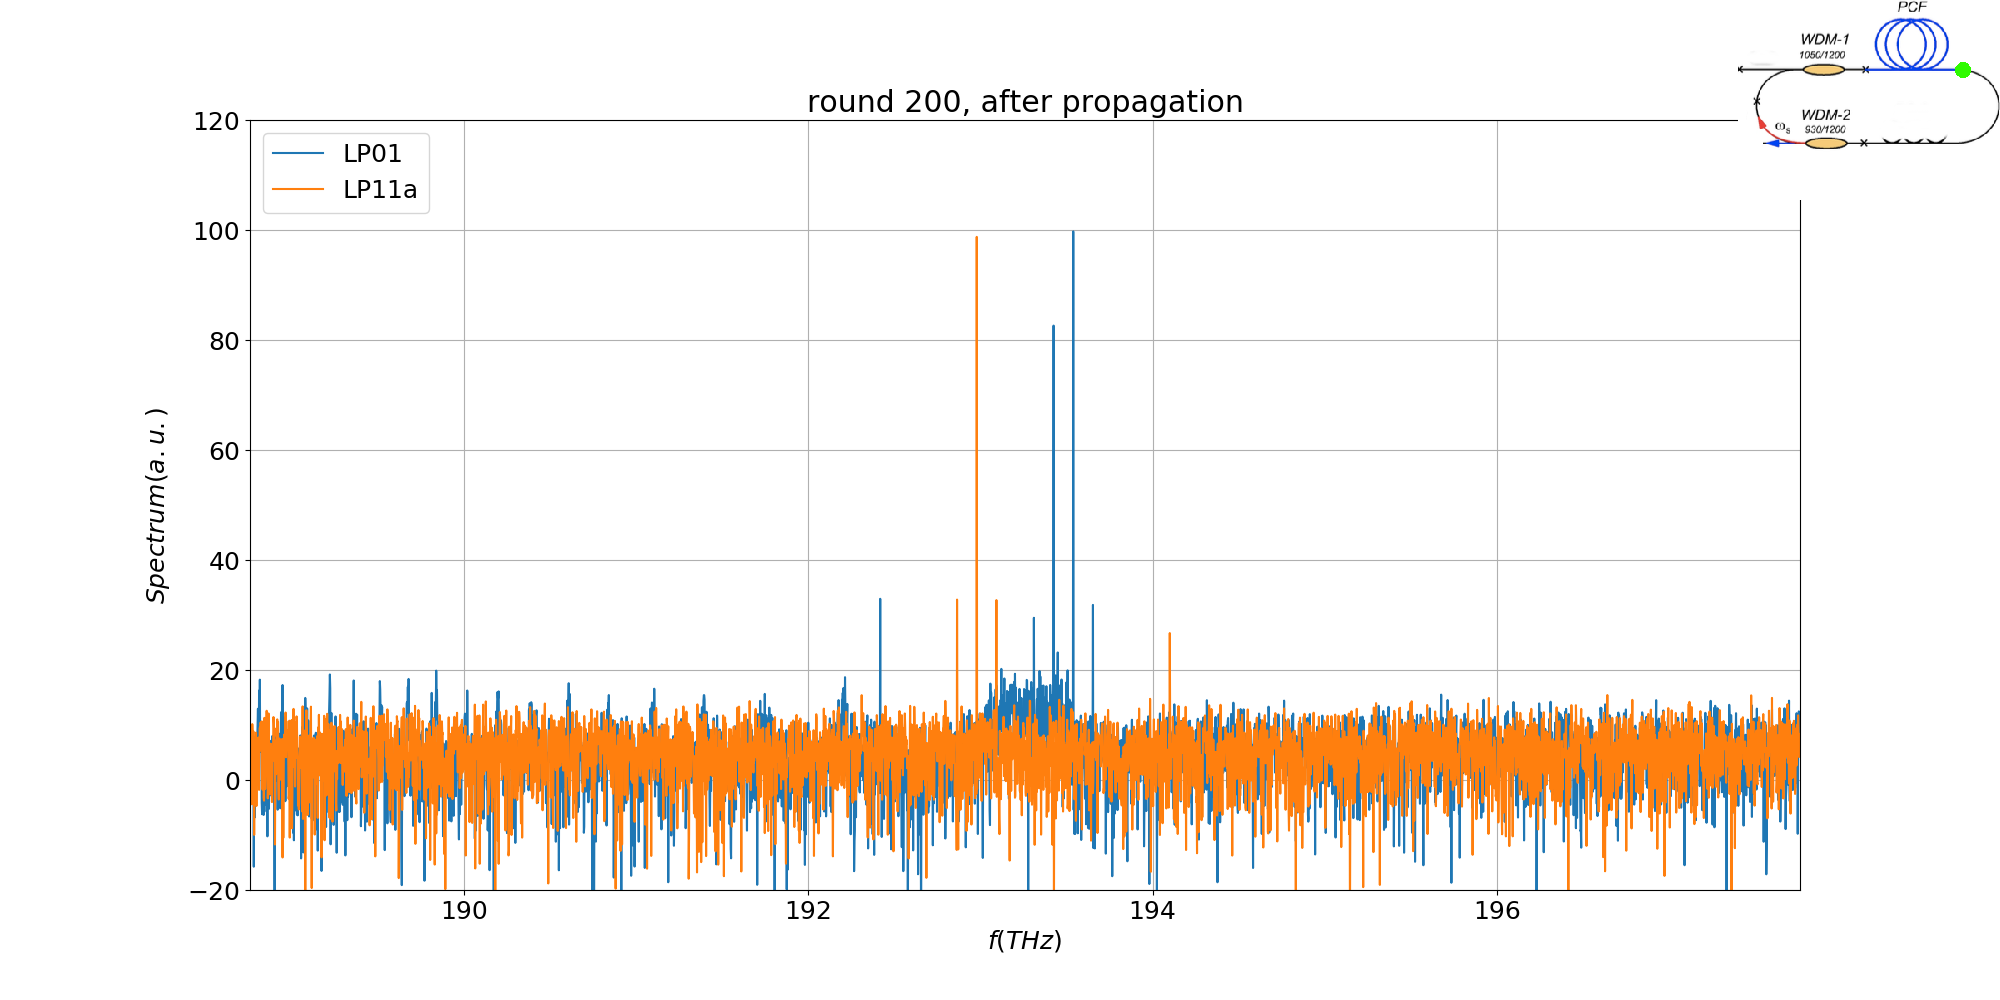 PCF
WDM-1
1050/1200
WDM-2
930/1200
ωs
round 200, after propagation
LP01
LP11a
120
100
80
60
40
20
0
−20
190
192
194
196
Spectrum(a.u.)
f(THz)